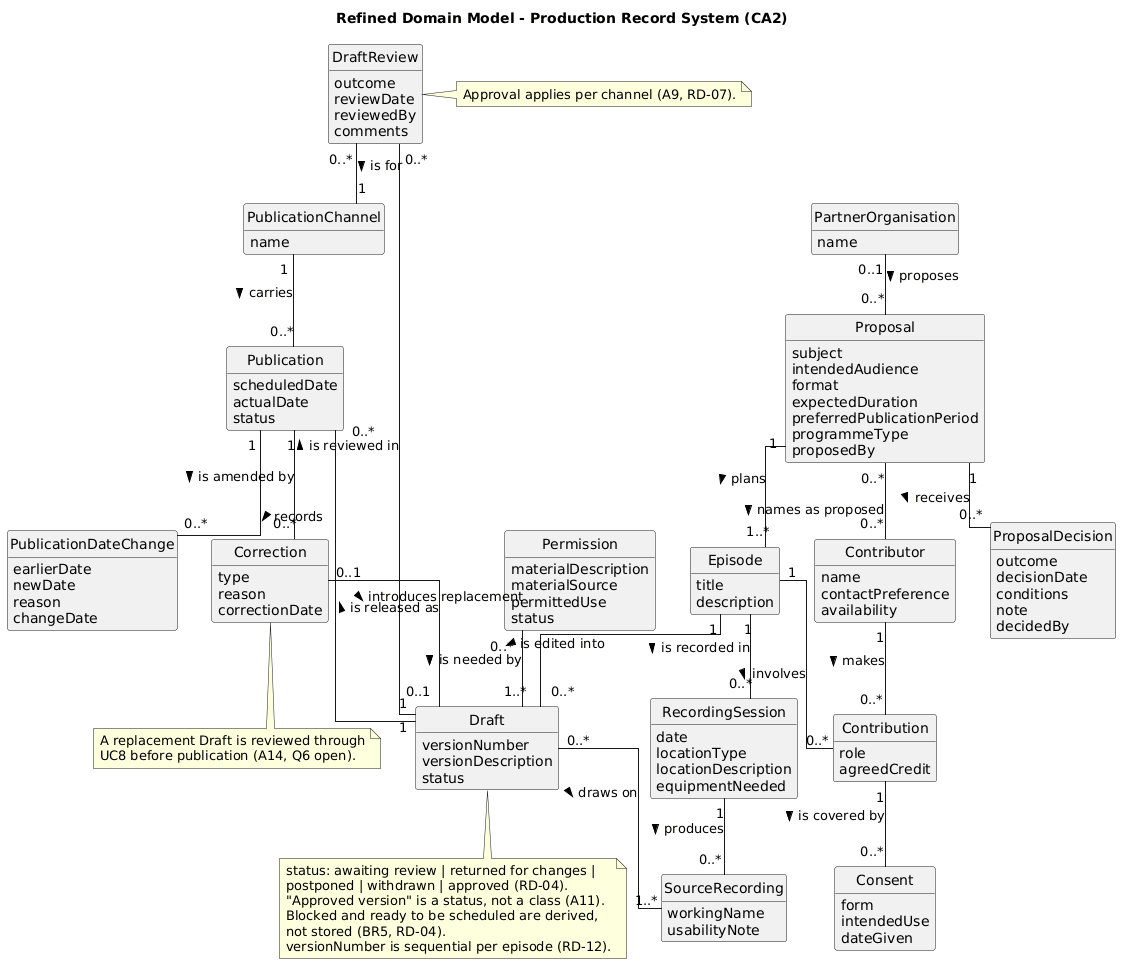 Refined Domain Model - Production Record System (CA2)
DraftReview
outcome
reviewDate
reviewedBy
comments
Approval applies per channel (A9, RD-07).
0..*
is for
0..*
1
PublicationChannel
name
PartnerOrganisation
name
1
carries
0..*
0..1
proposes
0..*
Publication
scheduledDate
actualDate
status
Proposal
subject
intendedAudience
format
expectedDuration
preferredPublicationPeriod
programmeType
proposedBy
1
1
is reviewed in
0..*
is amended by
0..*
records
0..*
1
plans
1..*
0..*
names as proposed
0..*
1
receives
0..*
PublicationDateChange
earlierDate
newDate
reason
changeDate
Correction
type
reason
correctionDate
Permission
materialDescription
materialSource
permittedUse
status
Episode
title
description
Contributor
name
contactPreference
availability
ProposalDecision
outcome
decisionDate
conditions
note
decidedBy
0..1
introduces replacement
is released as
0..*
is edited into
is needed by
0..1
1
1
1..*
0..*
1
is recorded in
1
involves
0..*
1
0..*
1
makes
0..*
A replacement Draft is reviewed through
UC8 before publication (A14, Q6 open).
Draft
versionNumber
versionDescription
status
RecordingSession
date
locationType
locationDescription
equipmentNeeded
Contribution
role
agreedCredit
0..*
draws on
1..*
1
produces
0..*
1
is covered by
0..*
status: awaiting review | returned for changes |
postponed | withdrawn | approved (RD-04).
"Approved version" is a status, not a class (A11).
Blocked and ready to be scheduled are derived,
not stored (BR5, RD-04).
versionNumber is sequential per episode (RD-12).
SourceRecording
workingName
usabilityNote
Consent
form
intendedUse
dateGiven